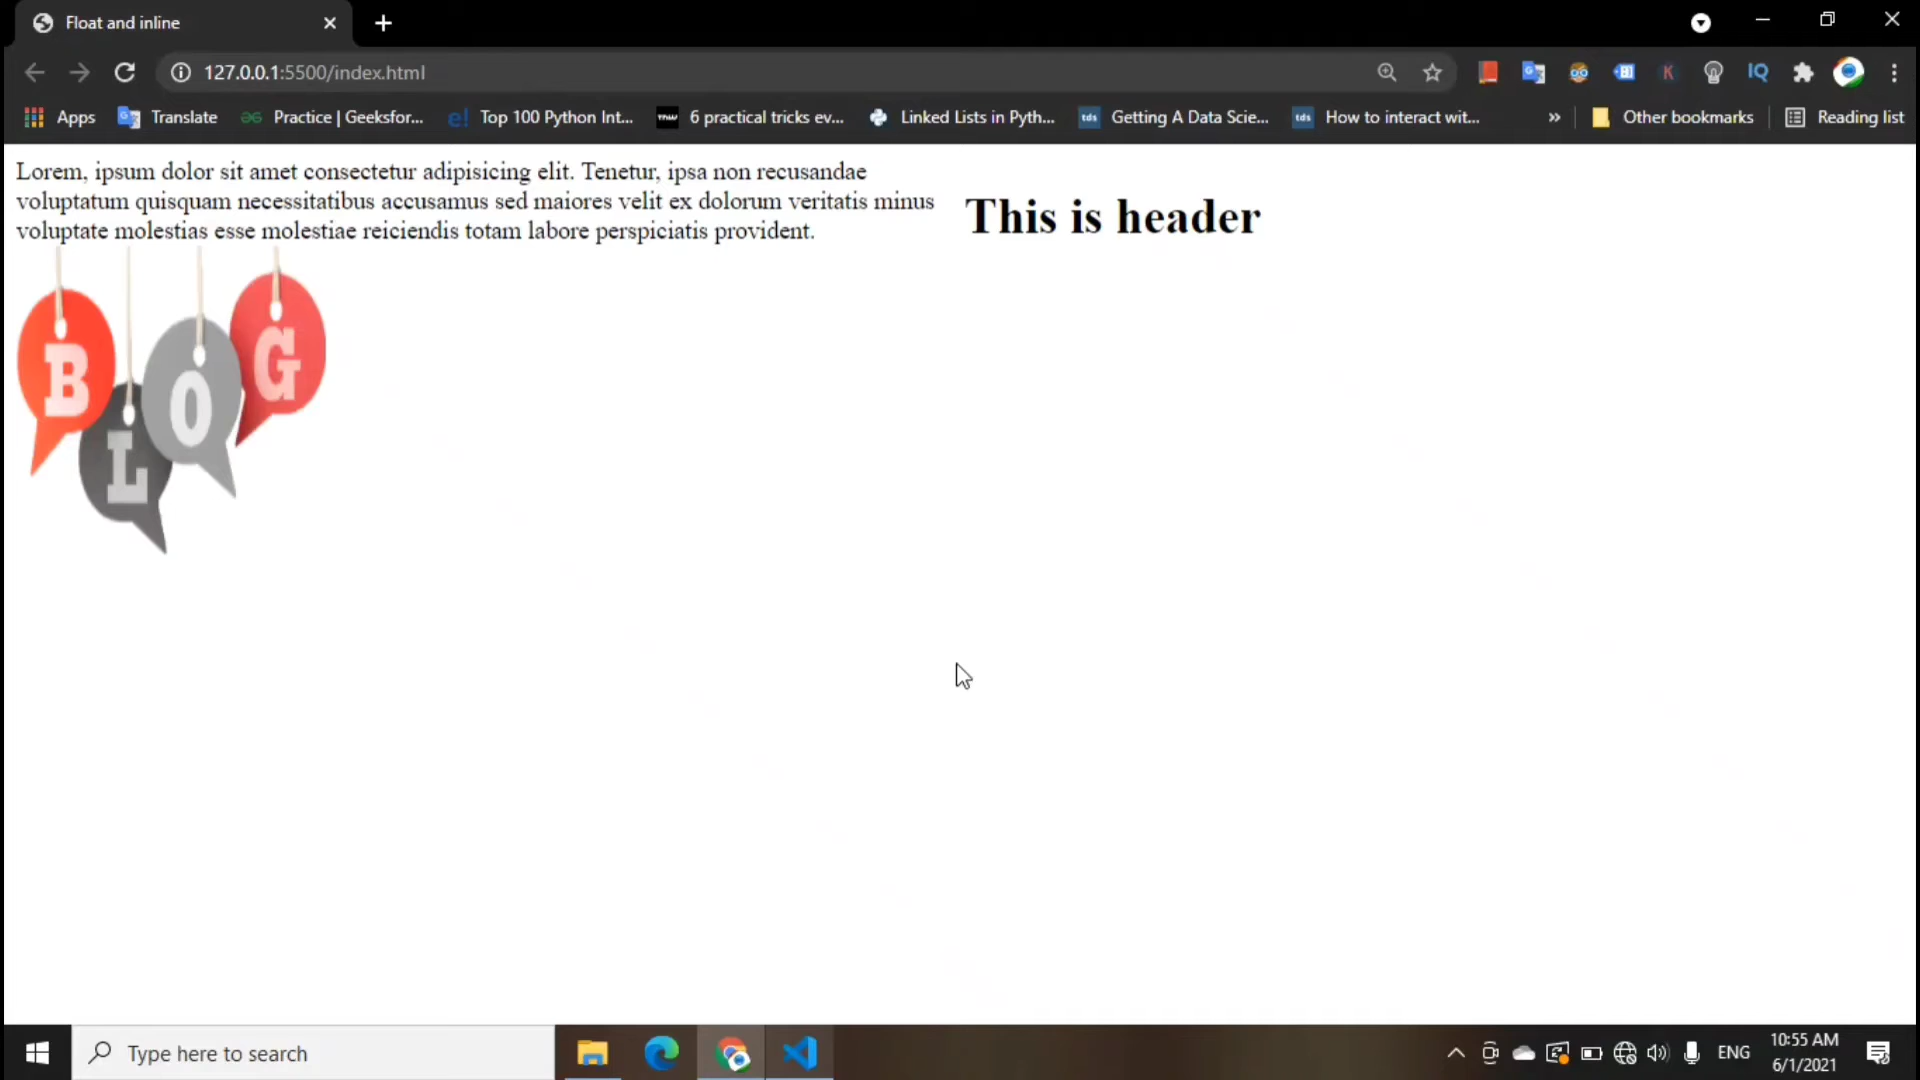 Float and inline
127.0.0.1:5500/index.html
IQ
Apps
Translate
Practice | Geeksfor...
Top 100 Python Int...
6 practical tricks ev...
Linked Lists in Pyth...
tds
Getting A Data Scie...
tds
How to interact wit...
»
Other bookmarks
Reading list
Lorem, ipsum dolor sit amet consectetur adipisicing elit. Tenetur, ipsa non recusandae
voluptatum quisquam necessitatibus accusamus sed maiores velit ex dolorum veritatis minus
voluptate molestias esse molestiae reiciendis totam labore perspiciatis provident.
This is header
B
L
O
G
Type here to search
ENG
10:55 AM
6/1/2021